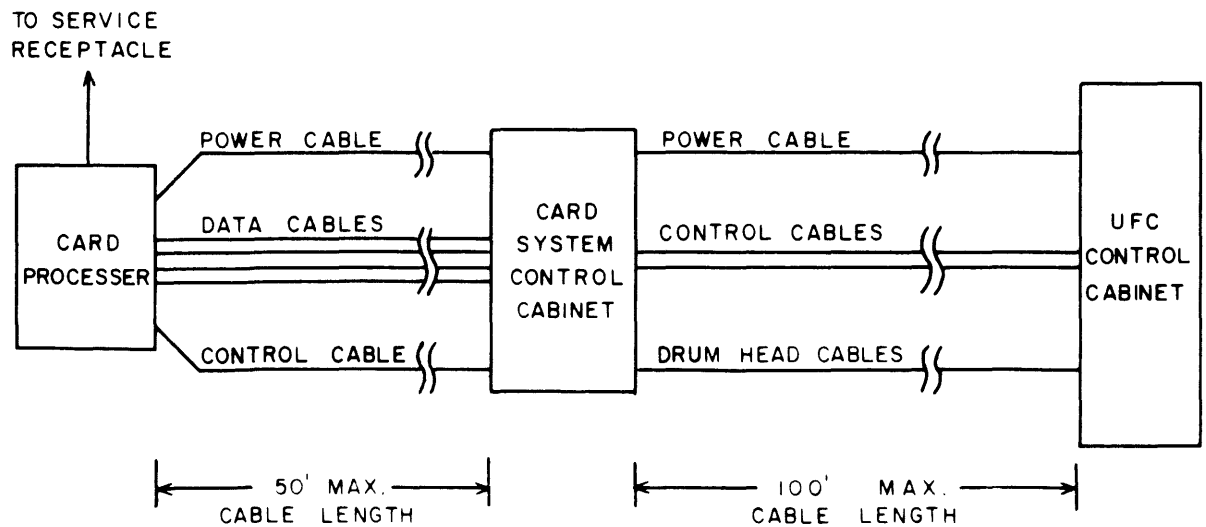 TO SERVICE
RECEPTACLE
POWER CABLE
POWER CABLE
DATA CABLES
CONTROL CABLES
CARD
PROCESSER
CARD
SYSTEM
CONTROL
CABINET
UFC
CONTROL
CABINET
CONTROL CABLE
DRUM HEAD CABLES
50' MAX.
CABLE LENGTH
100' MAX.
CABLE LENGTH